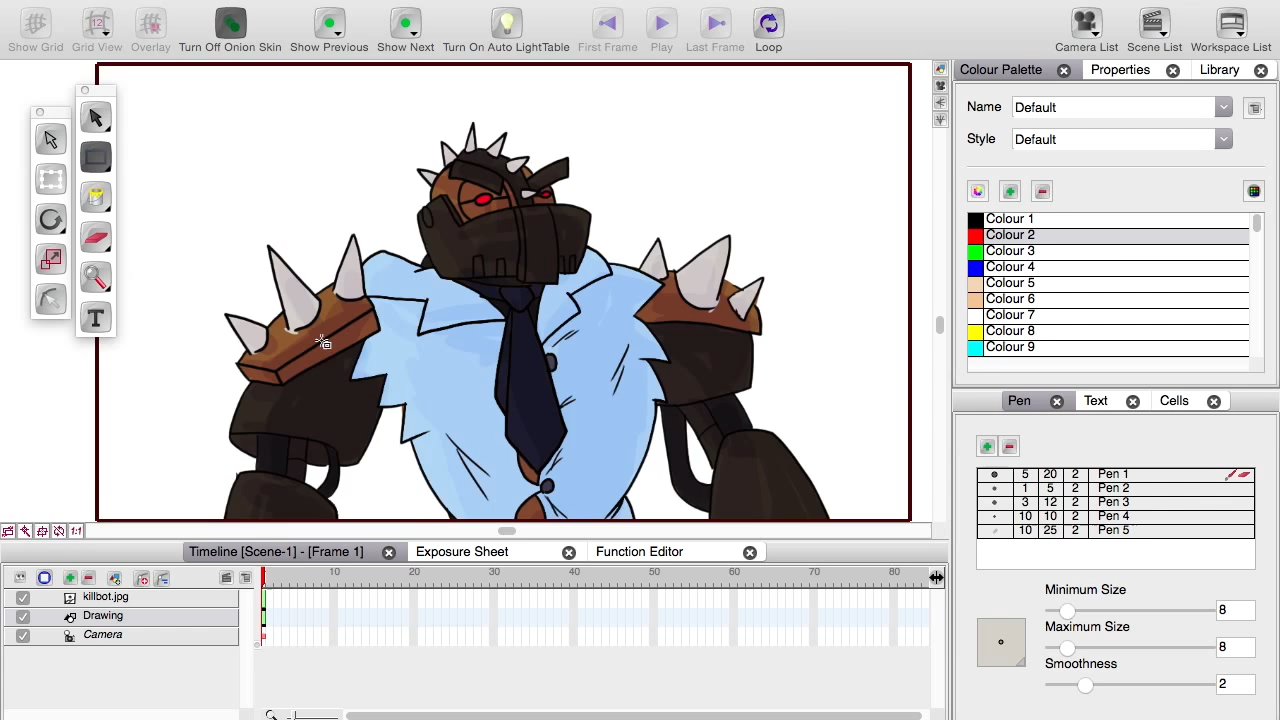 Show Grid Grid View Overlay Turn Off Onion Skin Show Previous Show Next Turn On Auto LightTable First Frame Play Last Frame Loop Camera List Scene List Workspace List
12
Colour Palette Properties Library
Name Default
Style Default
Colour 1
Colour 2
Colour 3
Colour 4
Colour 5
Colour 6
Colour 7
Colour 8
Colour 9
T
Pen Text Cells
5 20 2 Pen 1
1 5 2 Pen 2
3 12 2 Pen 3
10 10 2 Pen 4
10 25 2 Pen 5
1:1
Timeline [Scene-1] - [Frame 1] Exposure Sheet Function Editor
10 20 30 40 50 60 70 80
killbot.jpg
Drawing
Camera
Minimum Size
8
Maximum Size
8
Smoothness
2